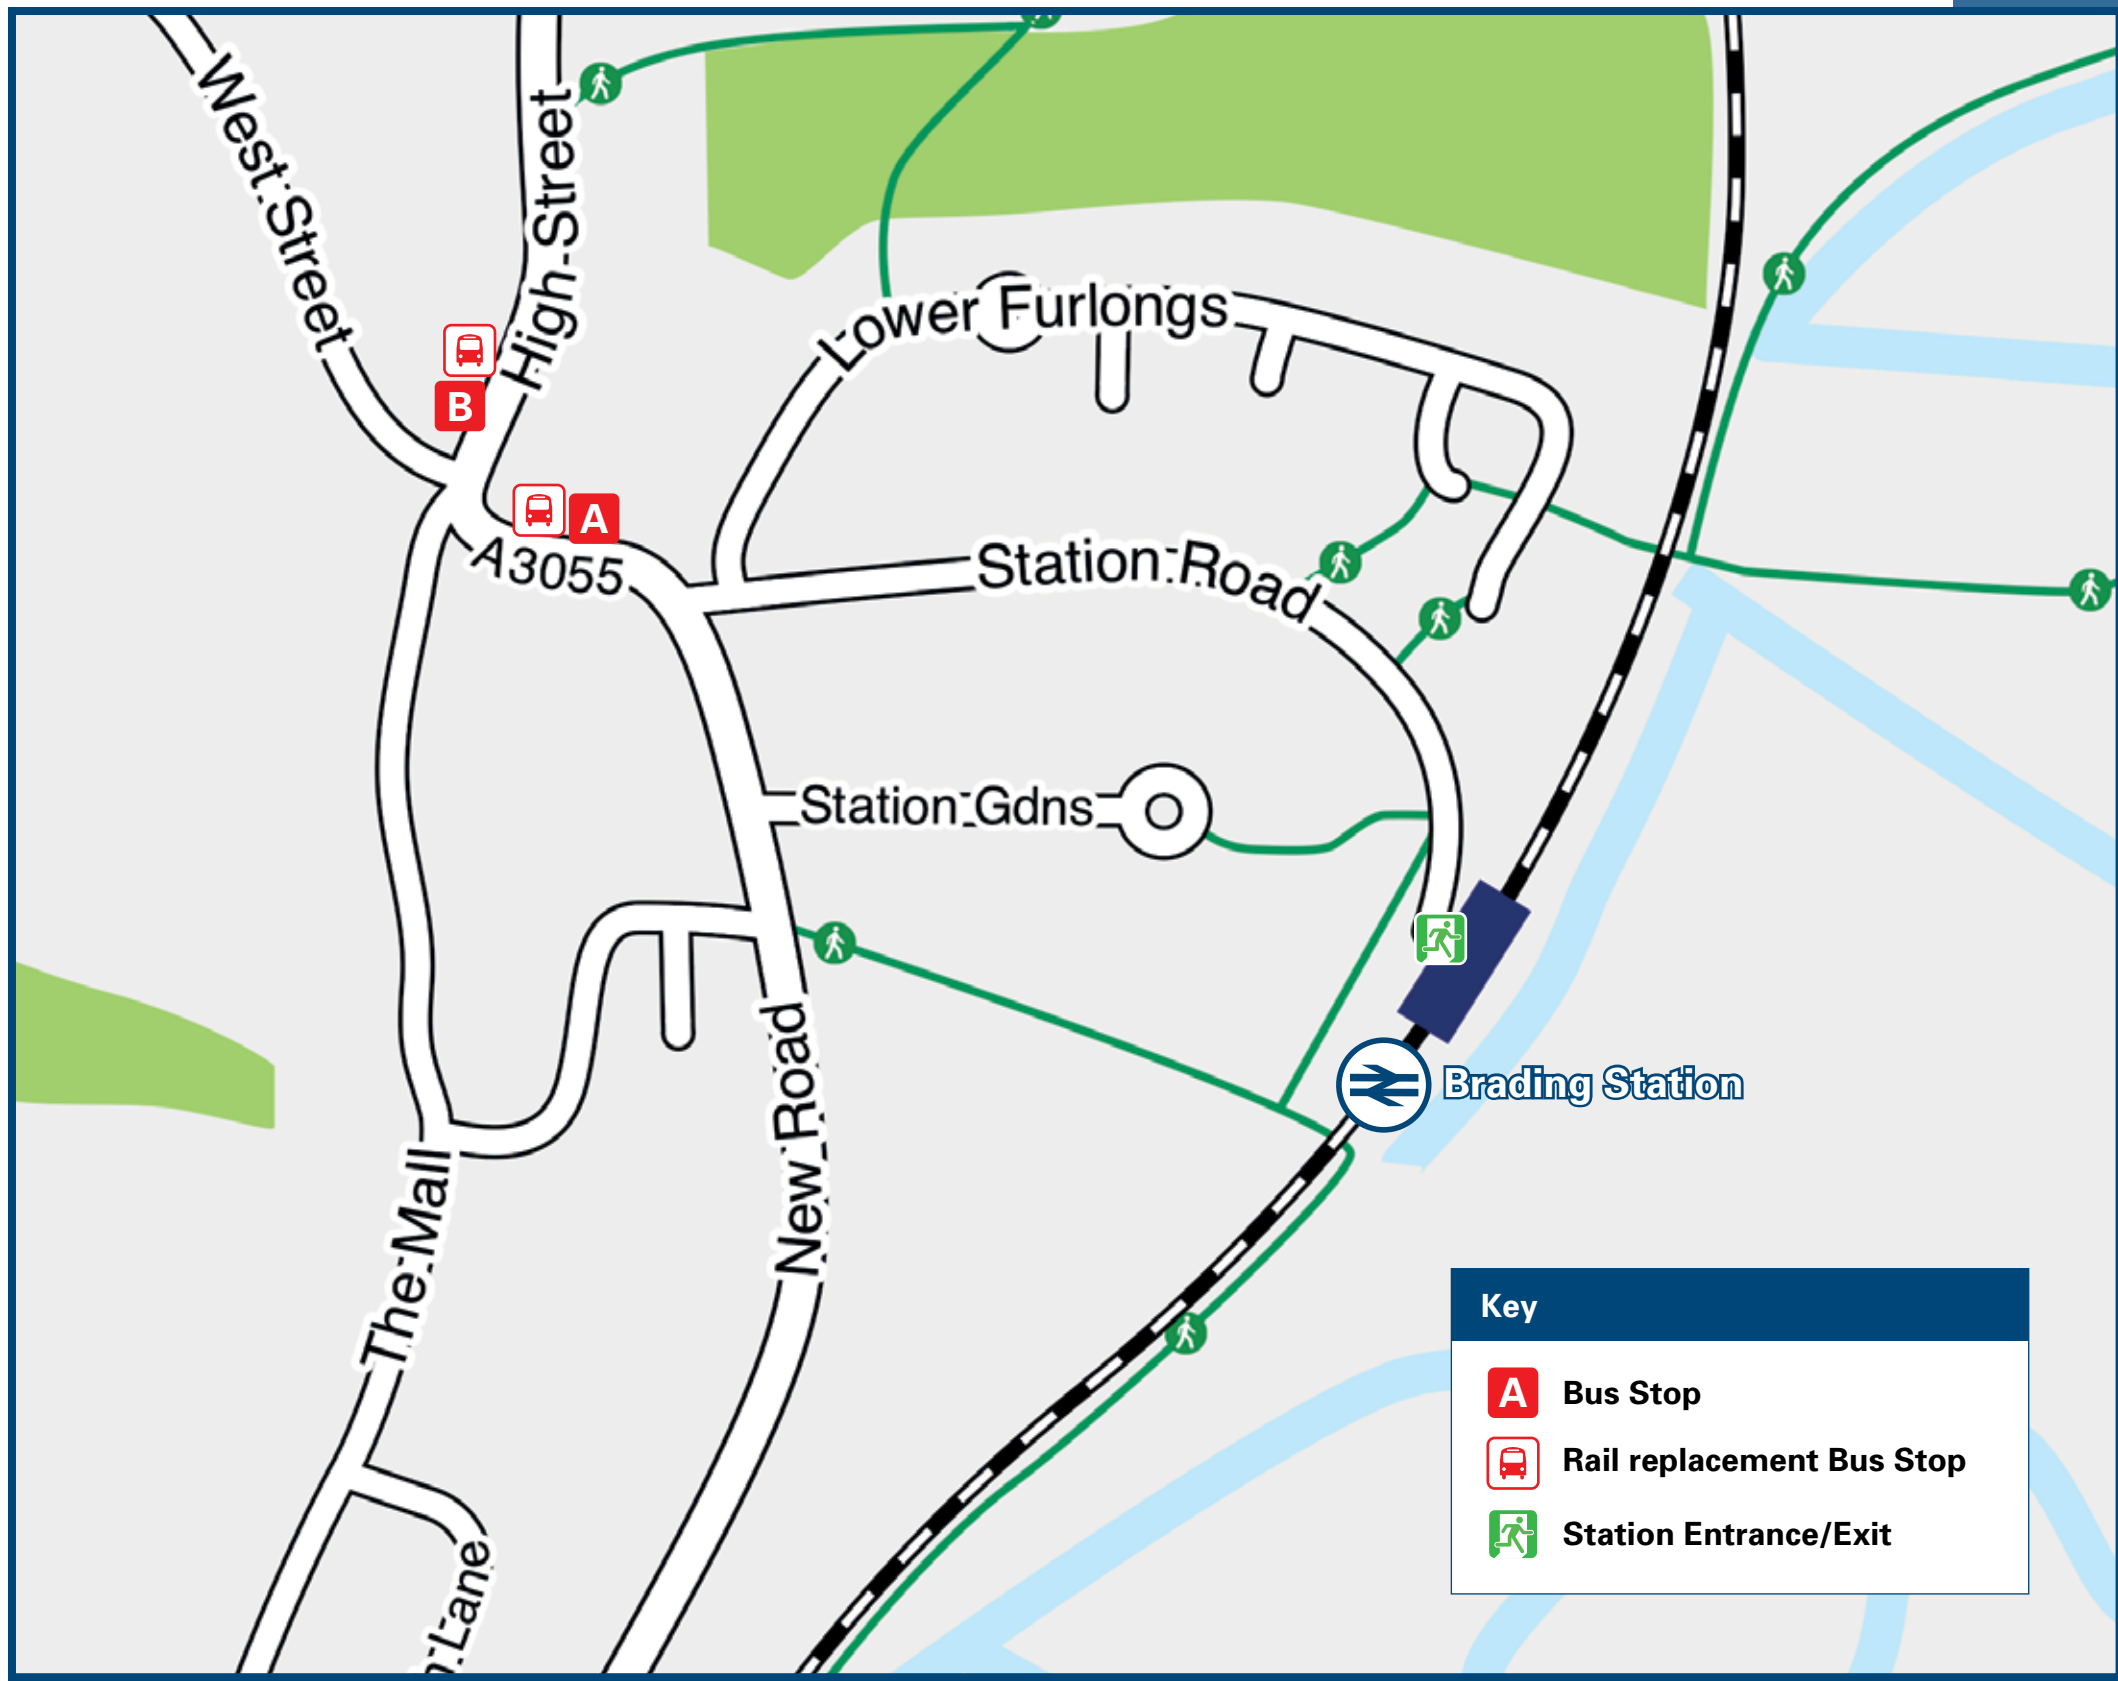 West Street
High Street
B
A
A3055
Lower Furlongs
Station Road
Station Gdns
New Road
The Mall
Lane
Brading Station
Key
A Bus Stop
Rail replacement Bus Stop
Station Entrance/Exit